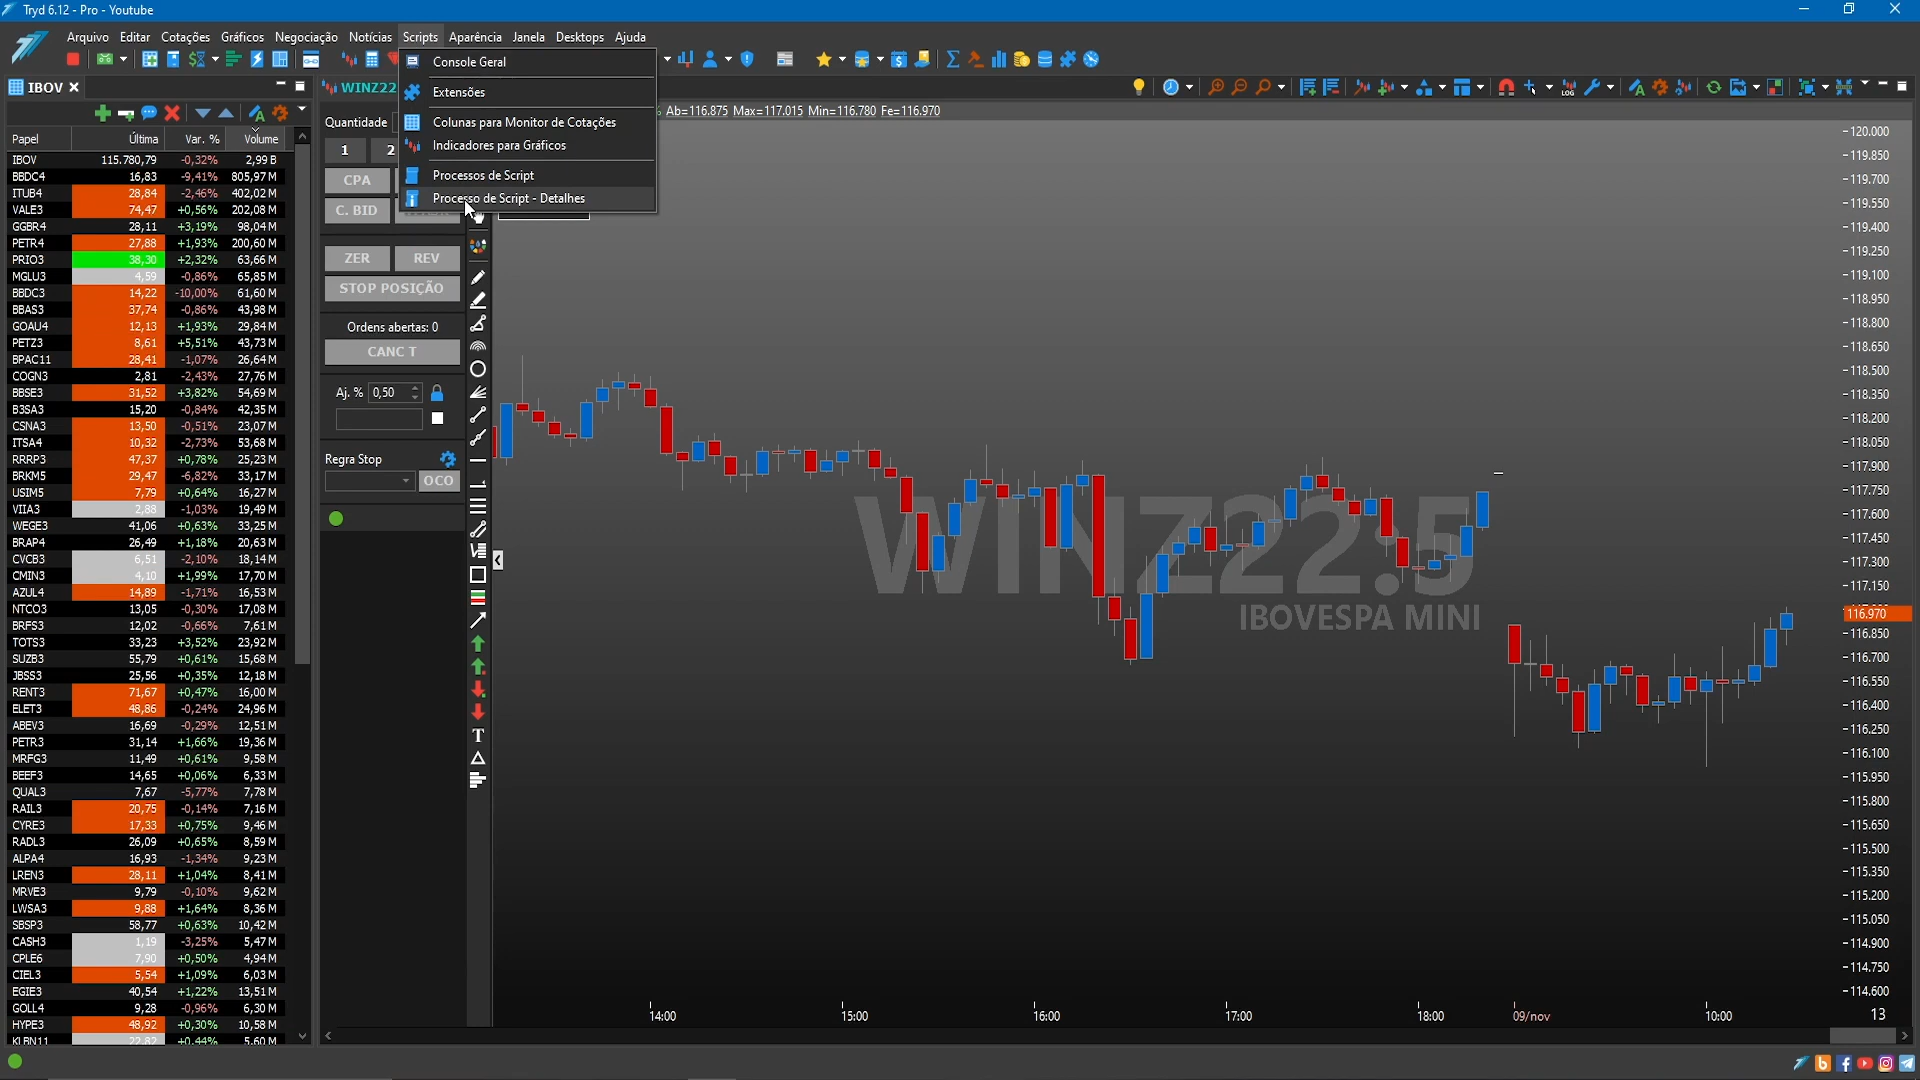 Tryd 6.12 - Pro - Youtube
Arquivo Editar Cotações Gráficos Negociação Notícias Scripts Aparência Janela Desktops Ajuda
Console Geral
Extensões
Colunas para Monitor de Cotações
Indicadores para Gráficos
Processos de Script
Processo de Script - Detalhes
IBOV
WINZ22
Ab=116.875 Max=117.015 Min=116.780 Fe=116.970
Papel Última Var. % Volume
IBOV 115.780,79 -0,32% 2,99 B
BBDC4 16,83 -9,41% 805,97 M
ITUB4 28,84 -2,46% 402,02 M
VALE3 74,47 +0,56% 202,08 M
GGBR4 28,11 +3,19% 98,04 M
PETR4 27,88 +1,93% 200,60 M
PRIO3 38,30 +2,32% 63,66 M
MGLU3 4,59 -0,86% 65,85 M
BBDC3 14,22 -10,00% 61,60 M
BBAS3 37,74 -0,86% 43,98 M
GOAU4 12,13 +1,93% 29,84 M
PETZ3 8,61 +5,51% 43,73 M
BPAC11 28,41 -1,07% 26,64 M
COGN3 2,81 -2,43% 27,76 M
BBSE3 31,52 +3,82% 54,69 M
B3SA3 15,20 -0,84% 42,35 M
CSNA3 13,50 -0,51% 23,07 M
ITSA4 10,32 -2,73% 53,68 M
RRRP3 47,37 +0,78% 25,23 M
BRKM5 29,47 -6,82% 33,17 M
USIM5 7,79 +0,64% 16,27 M
VIIA3 2,88 -1,03% 19,49 M
WEGE3 41,06 +0,63% 33,25 M
BRAP4 26,49 +1,18% 20,63 M
CVCB3 6,51 -2,10% 18,14 M
CMIN3 4,10 +1,99% 17,70 M
AZUL4 14,89 -1,71% 16,53 M
NTCO3 13,05 -0,30% 17,08 M
BRFS3 12,02 -0,66% 7,61 M
TOTS3 33,23 +3,52% 23,92 M
SUZB3 55,79 +0,61% 15,68 M
JBSS3 25,56 +0,35% 12,18 M
RENT3 71,67 +0,47% 16,00 M
ELET3 48,86 -0,24% 24,96 M
ABEV3 16,69 -0,29% 12,51 M
PETR3 31,14 +1,66% 19,36 M
MRFG3 11,49 +0,61% 9,58 M
BEEF3 14,65 +0,06% 6,33 M
QUAL3 7,67 -5,77% 7,78 M
RAIL3 20,75 -0,14% 7,16 M
CYRE3 17,33 +0,75% 9,46 M
RADL3 26,09 +0,65% 8,59 M
ALPA4 16,93 -1,34% 9,23 M
LREN3 28,11 +1,04% 8,41 M
MRVE3 9,79 -0,10% 9,62 M
LWSA3 9,88 +1,64% 8,36 M
SBSP3 58,77 +0,63% 10,42 M
CASH3 1,19 -3,25% 5,47 M
CPLE6 7,90 +0,50% 4,94 M
CIEL3 5,54 +1,09% 6,03 M
EGIE3 40,54 +1,22% 13,51 M
GOLL4 9,28 -0,96% 6,30 M
HYPE3 48,92 +0,30% 10,58 M
KLBN11 22,82 +0,44% 5,60 M
Quantidade
1 2
CPA
C. BID
ZER REV
STOP POSIÇÃO
Ordens abertas: 0
CANC T
Aj. % 0,50
Regra Stop
OCO
T
LOG
WINZ22:5
IBOVESPA MINI
120.000
119.850
119.700
119.550
119.400
119.250
119.100
118.950
118.800
118.650
118.500
118.350
118.200
118.050
117.900
117.750
117.600
117.450
117.300
117.150
116.970
116.850
116.700
116.550
116.400
116.250
116.100
115.950
115.800
115.650
115.500
115.350
115.200
115.050
114.900
114.750
114.600
14:00 15:00 16:00 17:00 18:00 09/nov 10:00 13